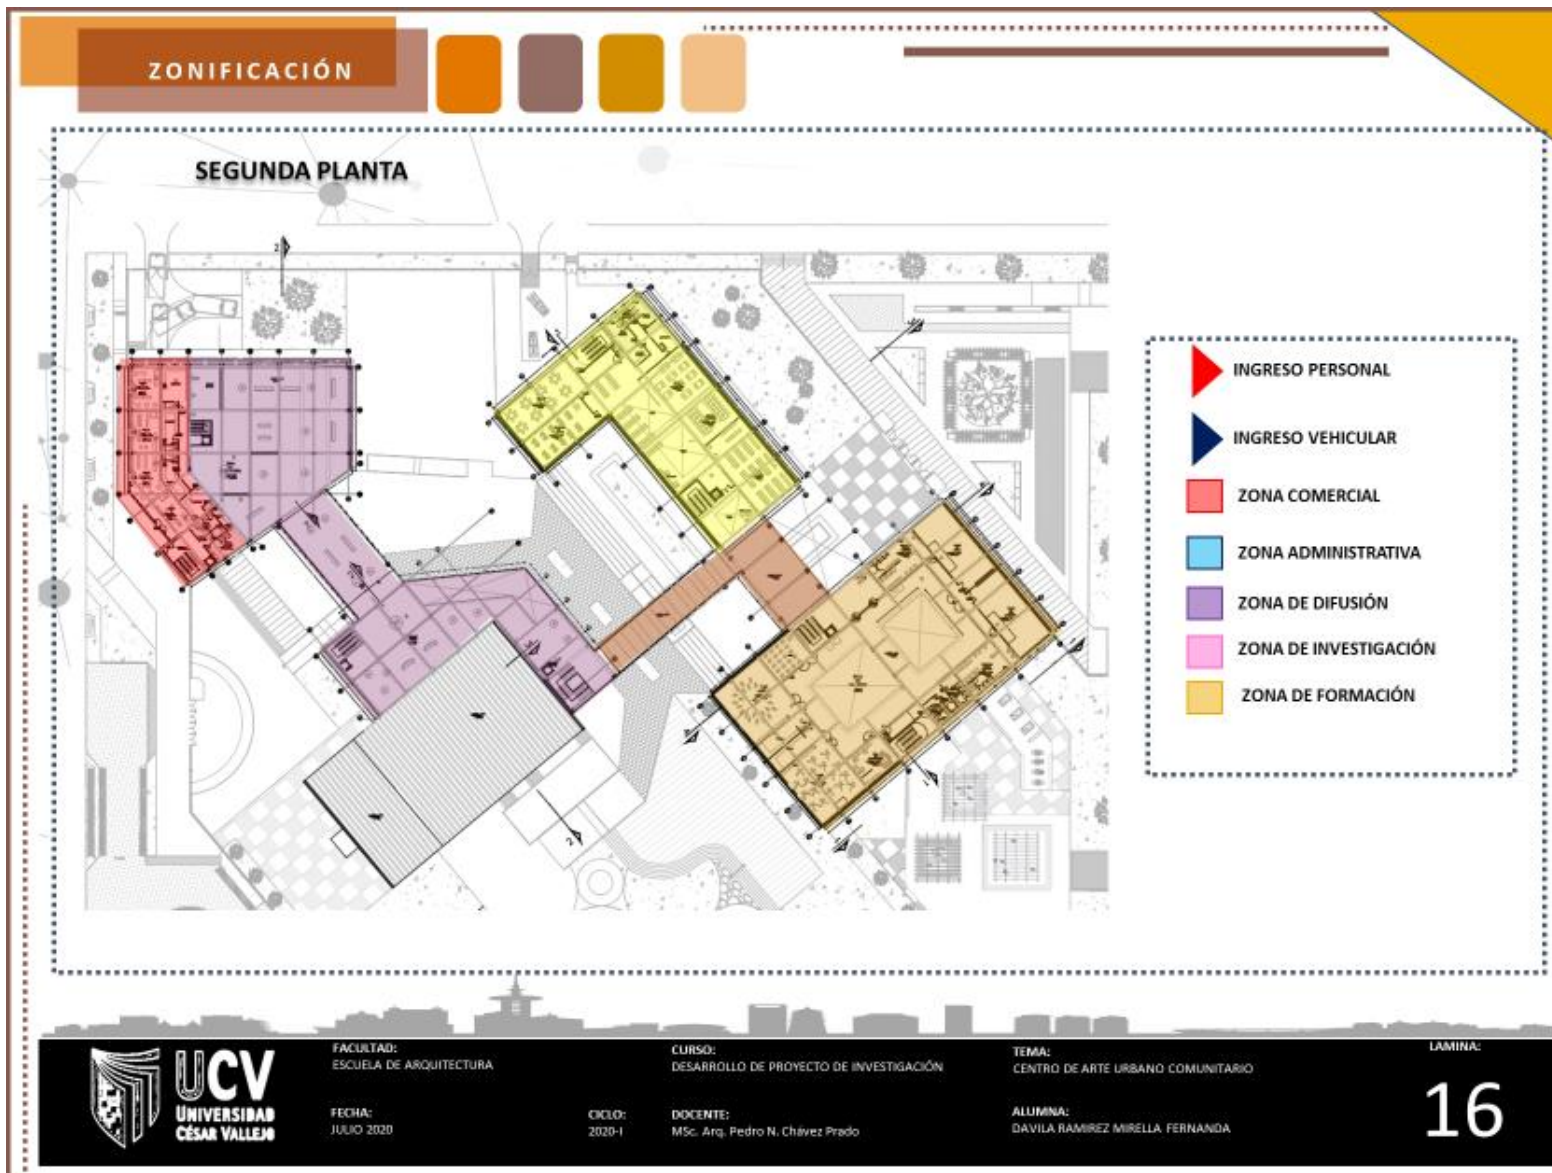 ZONIFICACIÓN
SEGUNDA PLANTA
INGRESO PERSONAL
INGRESO VEHICULAR
ZONA COMERCIAL
ZONA ADMINISTRATIVA
ZONA DE DIFUSIÓN
ZONA DE INVESTIGACIÓN
ZONA DE FORMACIÓN
UCV
UNIVERSIDAD
CÉSAR VALLEJO
FACULTAD:
ESCUELA DE ARQUITECTURA
FECHA:
JULIO 2020
CICLO:
2020-I
CURSO:
DESARROLLO DE PROYECTO DE INVESTIGACIÓN
DOCENTE:
MSc. Arq. Pedro N. Chávez Prado
TEMA:
CENTRO DE ARTE URBANO COMUNITARIO
ALUMNA:
DAVILA RAMIREZ MIRELLA FERNANDA
LAMINA:
16